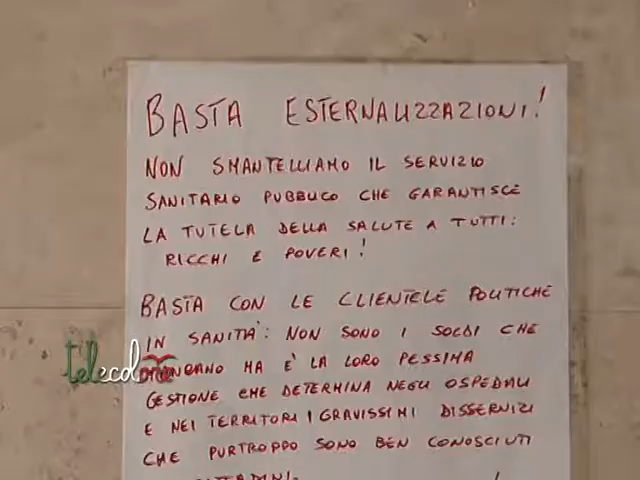 BASTA ESTERNALIZZAZIONI!
NON SMANTELLIAMO IL SERVIZIO
SANITARIO PUBBLICO CHE GARANTISCE
LA TUTELA DELLA SALUTE A TUTTI:
RICCHI E POVERI!
BASTA CON LE CLIENTELE POLITICHE
IN SANITÀ: NON SONO I SOLDI CHE
MANCANO MA È LA LORO PESSIMA
GESTIONE CHE DETERMINA NEGLI OSPEDALI
E NEI TERRITORI I GRAVISSIMI DISSERVIZI
CHE PURTROPPO SONO BEN CONOSCIUTI
telecolore